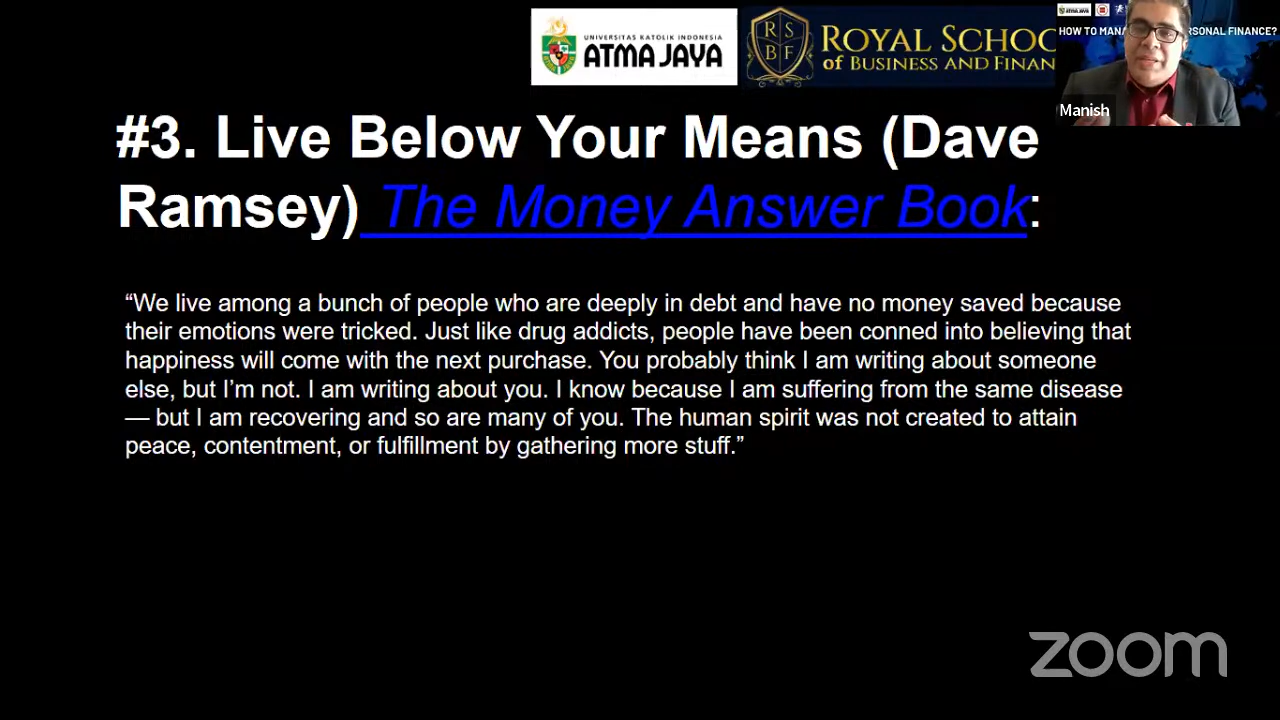 UNIVERSITAS KATOLIK INDONESIA
ATMA JAYA
RS
BF
ROYAL SCHOO
of BUSINESS AND FINAN
ATMA JAYA
HOW TO MANA
RSONAL FINANCE?
Manish
#3. Live Below Your Means (Dave
Ramsey) The Money Answer Book:
“We live among a bunch of people who are deeply in debt and have no money saved because
their emotions were tricked. Just like drug addicts, people have been conned into believing that
happiness will come with the next purchase. You probably think I am writing about someone
else, but I’m not. I am writing about you. I know because I am suffering from the same disease
— but I am recovering and so are many of you. The human spirit was not created to attain
peace, contentment, or fulfillment by gathering more stuff.”
zoom